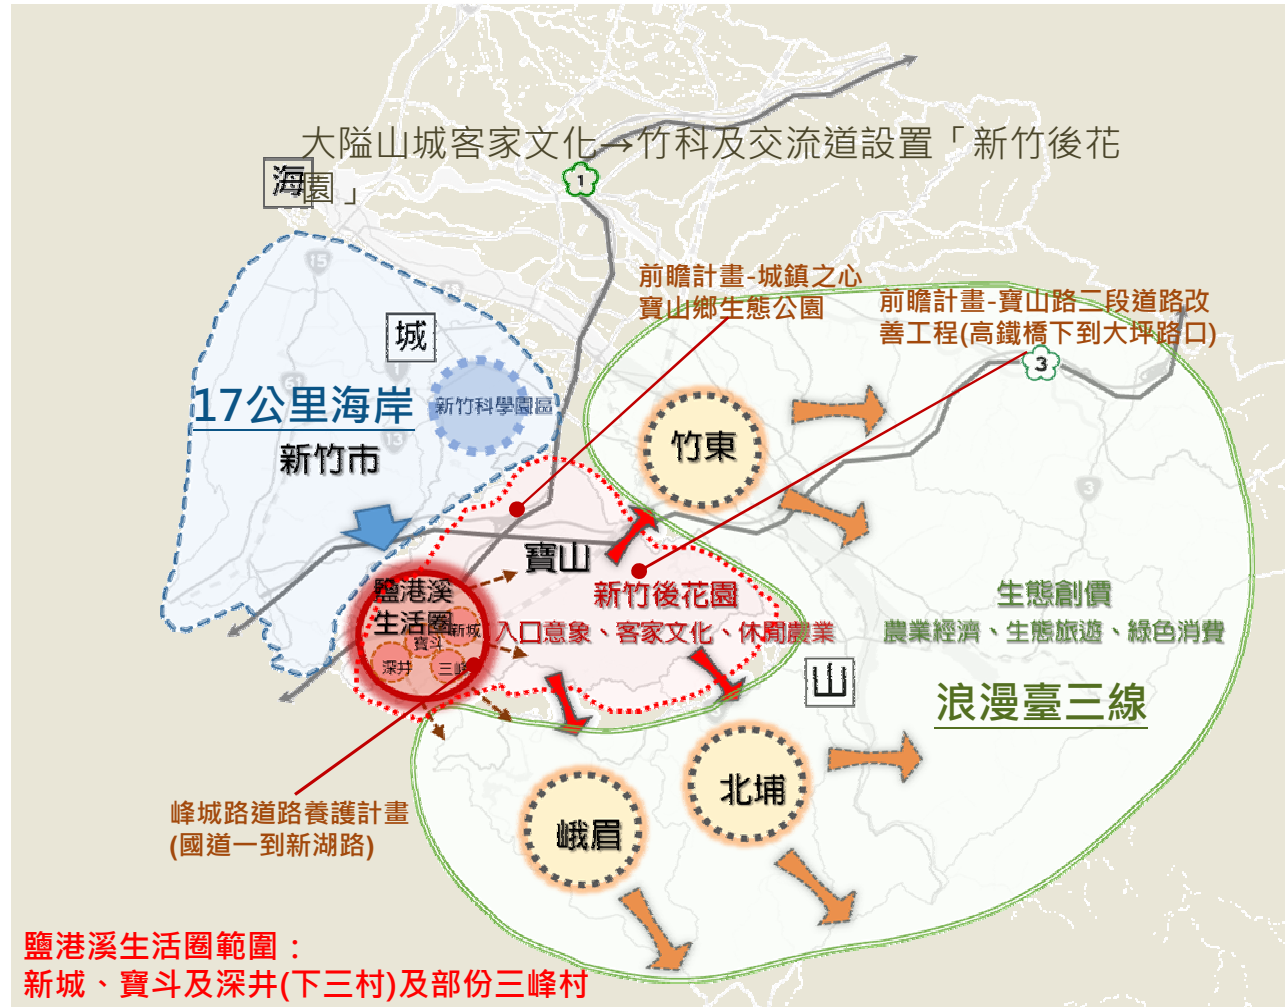 大隘山城客家文化→竹科及交流道設置「新竹後花
園」
海
1
15
68
前瞻計畫-城鎮之心
寶山鄉生態公園
前瞻計畫-寶山路二段道路改
善工程(高鐵橋下到大坪路口)
城
3
61
1
17公里海岸
新竹科學園區
13
新竹市
竹東
3
寶山
鹽港溪
生活圈
新城
寶斗
深井
三峰
新竹後花園
入口意象、客家文化、休閒農業
生態創價
農業經濟、生態旅遊、綠色消費
山
浪漫臺三線
北埔
峨眉
峰城路道路養護計畫
(國道一到新湖路)
鹽港溪生活圈範圍：
新城、寶斗及深井(下三村)及部份三峰村